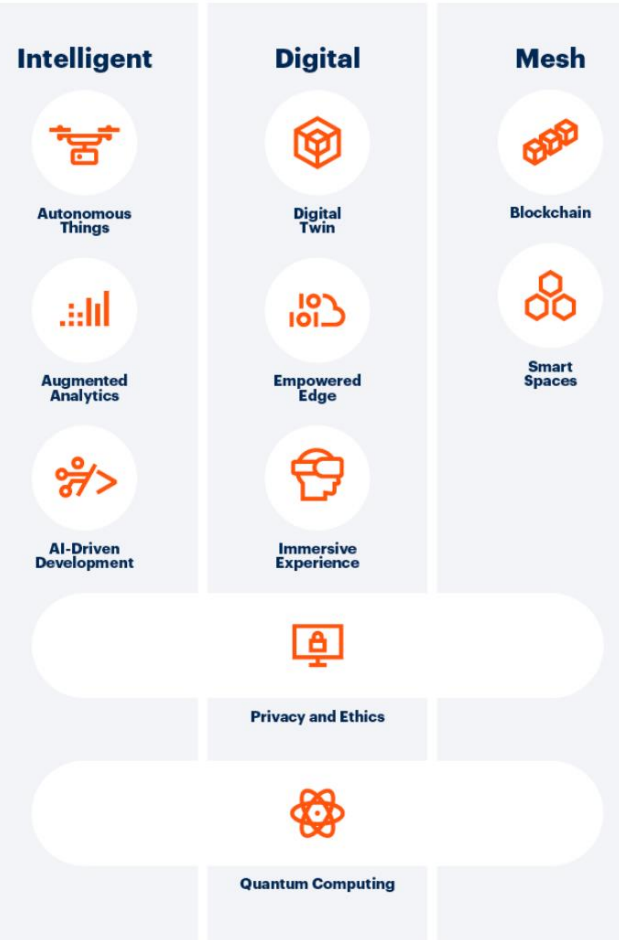 Intelligent
Digital
Mesh
Autonomous
Things
Digital
Twin
Blockchain
Augmented
Analytics
Empowered
Edge
Smart
Spaces
AI-Driven
Development
Immersive
Experience
Privacy and Ethics
Quantum Computing